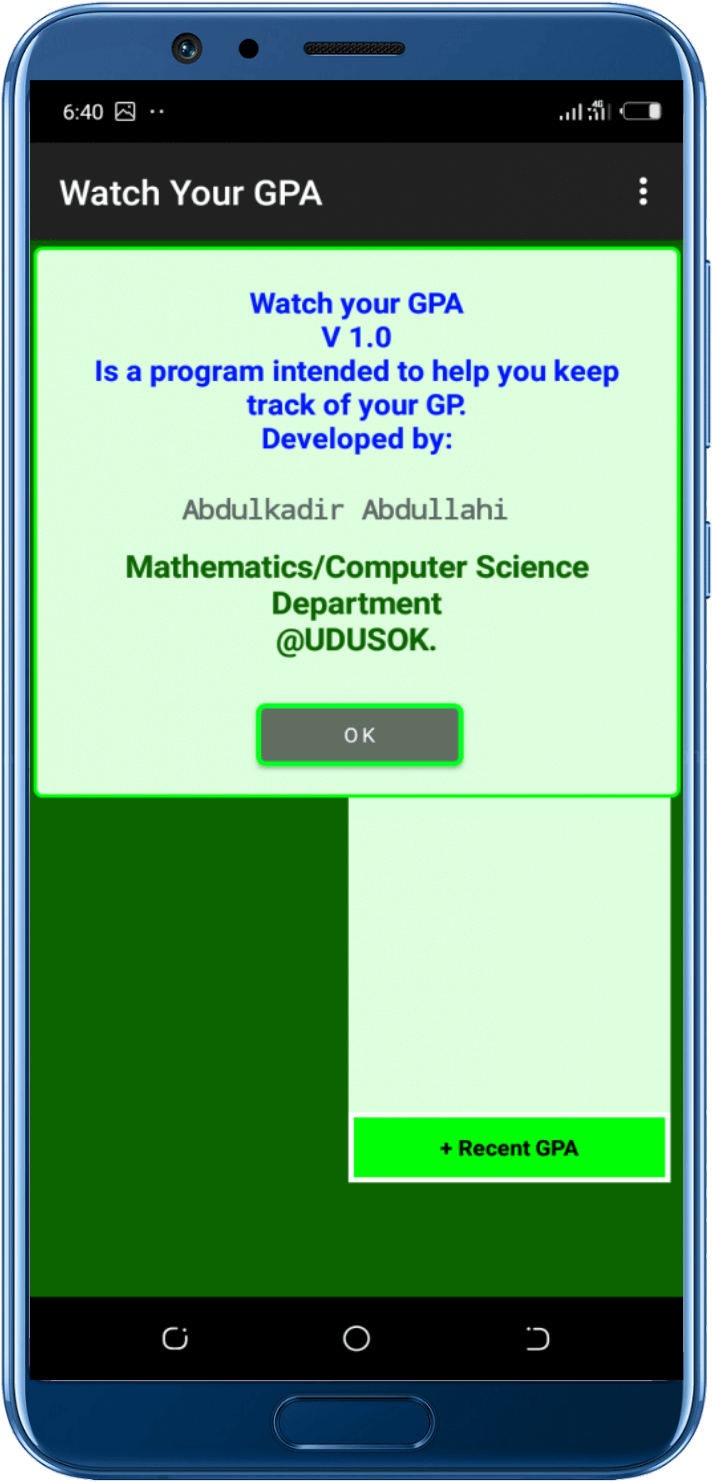 6:40
4G
Watch Your GPA
Watch your GPA
V 1.0
Is a program intended to help you keep
track of your GP.
Developed by:
Abdulkadir Abdullahi
Mathematics/Computer Science
Department
@UDUSOK.
OK
+ Recent GPA